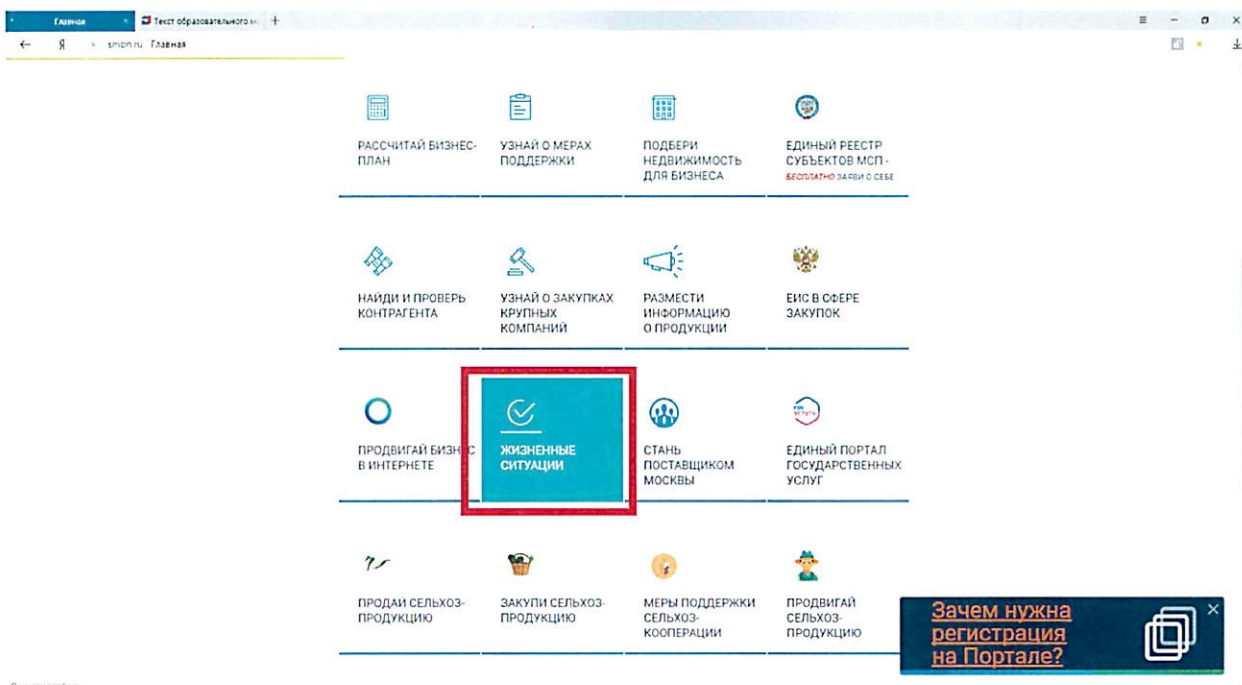 Главная
Текст образовательного
smbn.ru Главная
РАССЧИТАЙ БИЗНЕС-
ПЛАН
УЗНАЙ О МЕРАХ
ПОДДЕРЖКИ
ПОДБЕРИ
НЕДВИЖИМОСТЬ
ДЛЯ БИЗНЕСА
ЕДИНЫЙ РЕЕСТР
СУБЪЕКТОВ МСП -
БЕСПЛАТНО ЗАЯВИ О СЕБЕ
НАЙДИ И ПРОВЕРЬ
КОНТРАГЕНТА
УЗНАЙ О ЗАКУПКАХ
КРУПНЫХ
КОМПАНИЙ
РАЗМЕСТИ
ИНФОРМАЦИЮ
О ПРОДУКЦИИ
ЕИС В СФЕРЕ
ЗАКУПОК
ПРОДВИГАЙ БИЗНЕС
В ИНТЕРНЕТЕ
ЖИЗНЕННЫЕ
СИТУАЦИИ
СТАНЬ
ПОСТАВЩИКОМ
МОСКВЫ
ЕДИНЫЙ ПОРТАЛ
ГОСУДАРСТВЕННЫХ
УСЛУГ
ПРОДАЙ СЕЛЬХОЗ-
ПРОДУКЦИЮ
ЗАКУПИ СЕЛЬХОЗ-
ПРОДУКЦИЮ
МЕРЫ ПОДДЕРЖКИ
СЕЛЬХОЗ-
КООПЕРАЦИИ
ПРОДВИГАЙ
СЕЛЬХОЗ-
ПРОДУКЦИЮ
Зачем нужна
регистрация
на Портале?